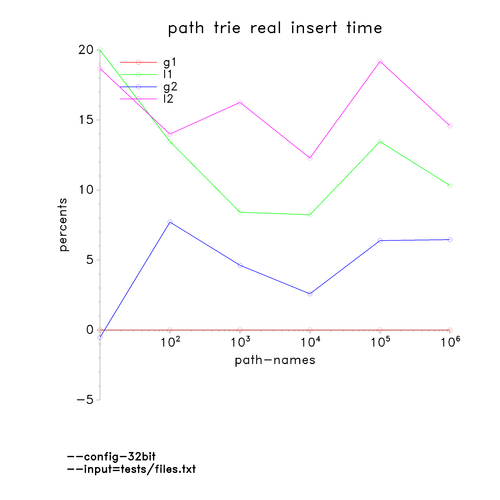 path trie real insert time
20
g1
l1
g2
l2
15
10
percents
5
0
10² 10³ 10⁴ 10⁵ 10⁶
path-names
-5
--config-32bit
--input=tests/files.txt